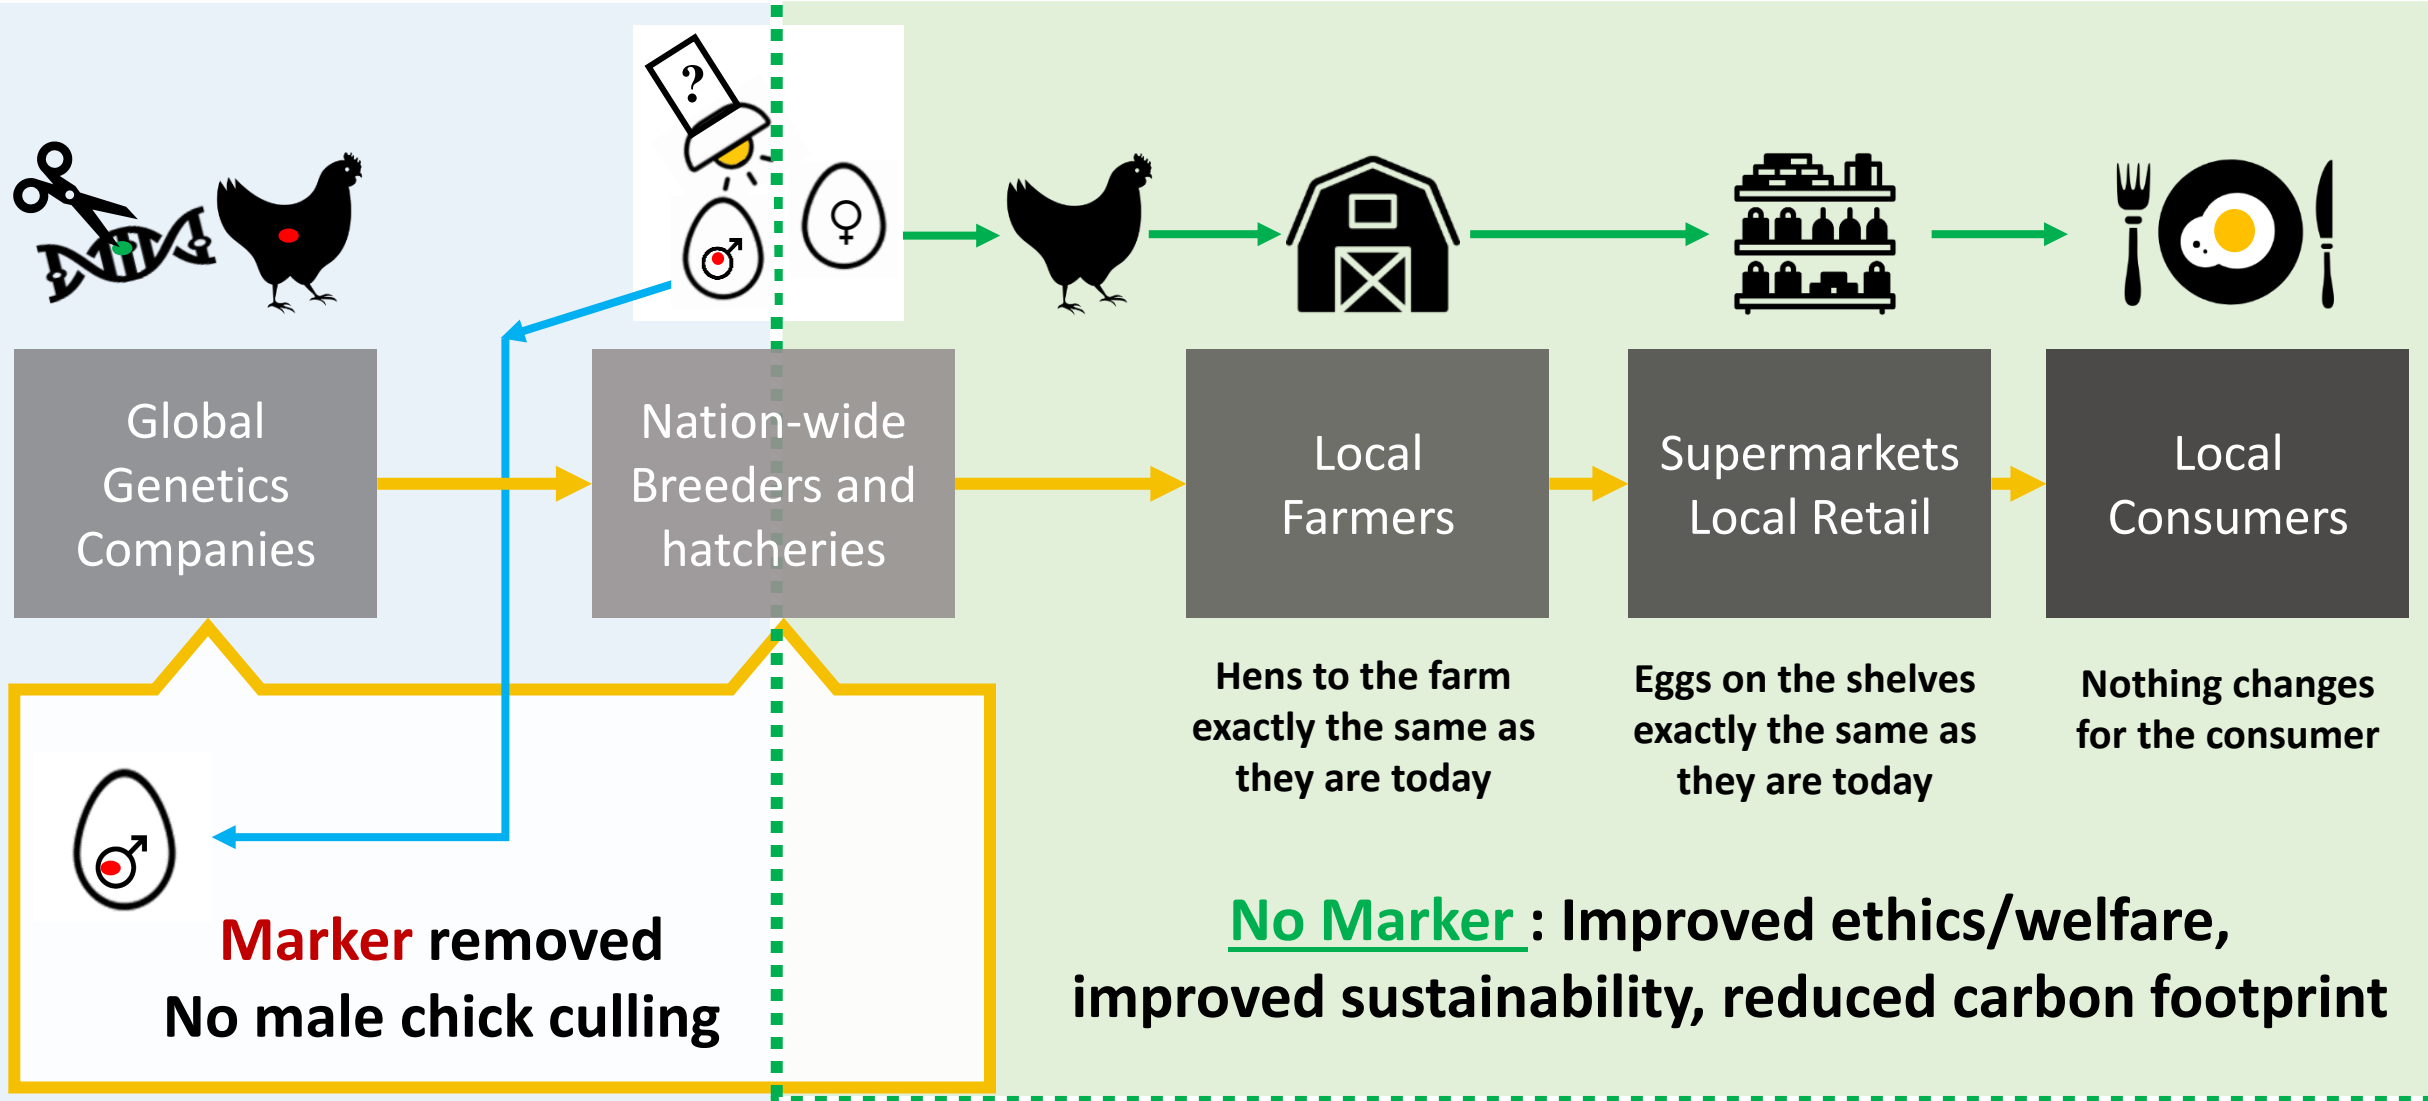 ?
Global
Genetics
Companies
Nation-wide
Breeders and
hatcheries
Local
Farmers
Supermarkets
Local Retail
Local
Consumers
Hens to the farm
exactly the same as
they are today
Eggs on the shelves
exactly the same as
they are today
Nothing changes
for the consumer
Marker removed
No male chick culling
No Marker : Improved ethics/welfare,
improved sustainability, reduced carbon footprint